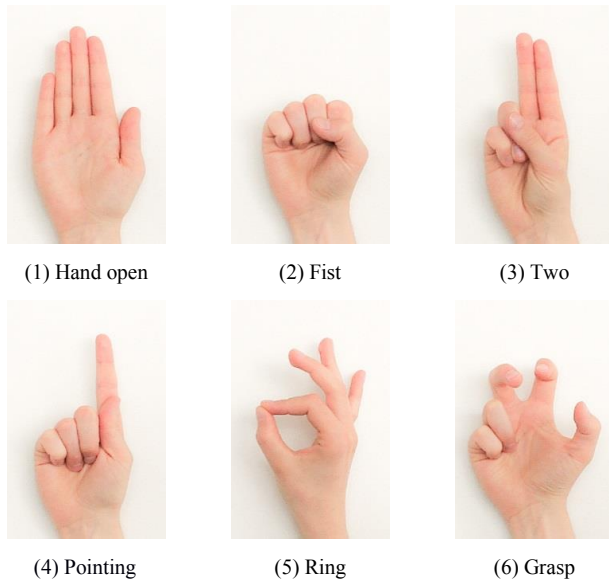 (1) Hand open
(2) Fist
(3) Two
(4) Pointing
(5) Ring
(6) Grasp